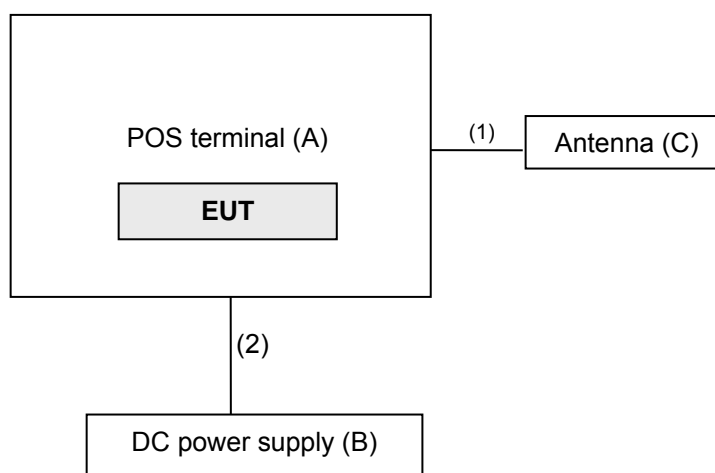 POS terminal (A)
(1)
Antenna (C)
EUT
(2)
DC power supply (B)